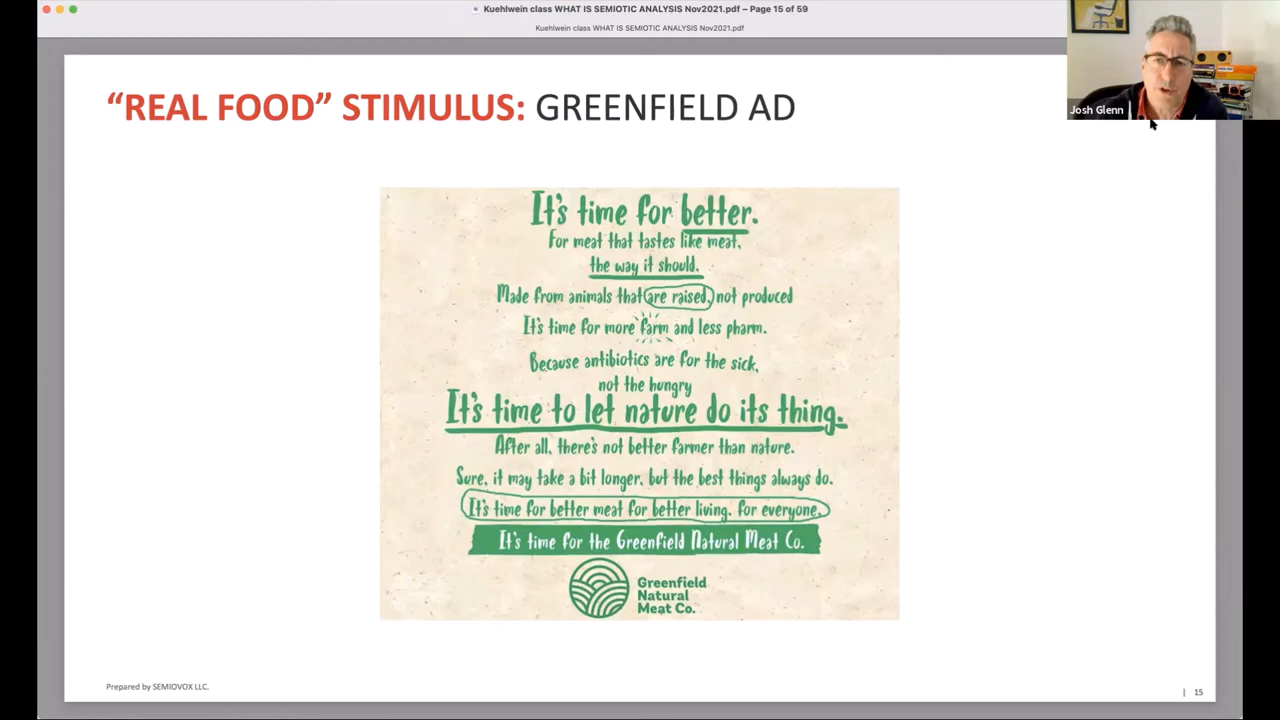 Kuehlwein class WHAT IS SEMIOTIC ANALYSIS Nov2021.pdf – Page 15 of 59
Kuehlwein class WHAT IS SEMIOTIC ANALYSIS Nov2021.pdf
Josh Glenn
“REAL FOOD” STIMULUS: GREENFIELD AD
It's time for better.
For meat that tastes like meat,
the way it should.
Made from animals that are raised, not produced
It's time for more farm and less pharm.
Because antibiotics are for the sick,
not the hungry
It's time to let nature do its thing.
After all, there's not better farmer than nature.
Sure, it may take a bit longer, but the best things always do.
It's time for better meat for better living. for everyone.
It's time for the Greenfield Natural Meat Co.
Greenfield
Natural
Meat Co.
Prepared by SEMIOVOX LLC.
| 15